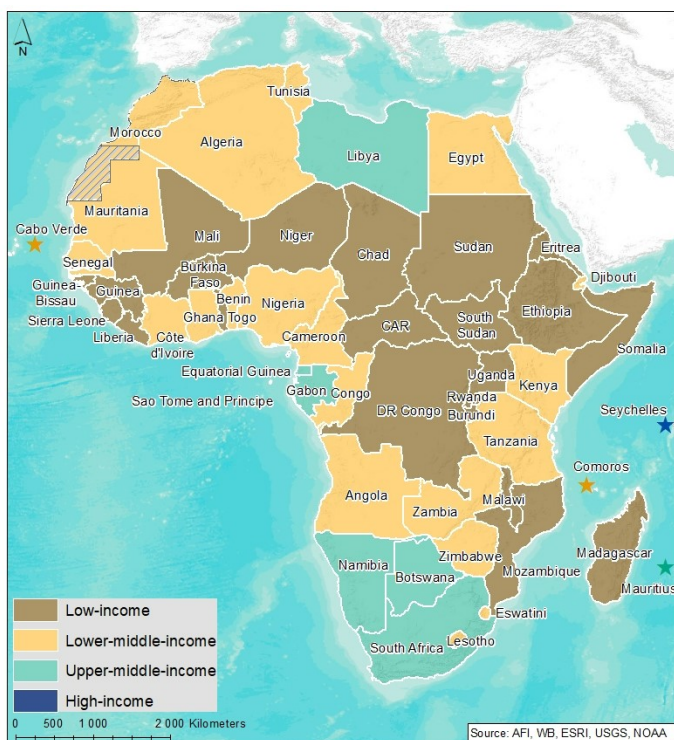 N
Tunisia
Morocco
Algeria
Libya
Egypt
Mauritania
Cabo Verde
Mali
Niger
Chad
Sudan
Eritrea
Senegal
Burkina
Faso
Djibouti
Guinea-
Bissau
Guinea
Benin
Nigeria
Ethiopia
Sierra Leone
Ghana
Togo
CAR
South
Sudan
Liberia
Côte
d'Ivoire
Cameroon
Somalia
Equatorial Guinea
Uganda
Kenya
Gabon
Congo
Sao Tome and Principe
DR Congo
Rwanda
Burundi
Seychelles
Tanzania
Comoros
Angola
Malawi
Zambia
Zimbabwe
Madagascar
Namibia
Botswana
Mozambique
Mauritius
Eswatini
South Africa
Lesotho
Low-income
Lower-middle-income
Upper-middle-income
High-income
0 500 1 000 2 000 Kilometers
Source: AFI, WB, ESRI, USGS, NOAA